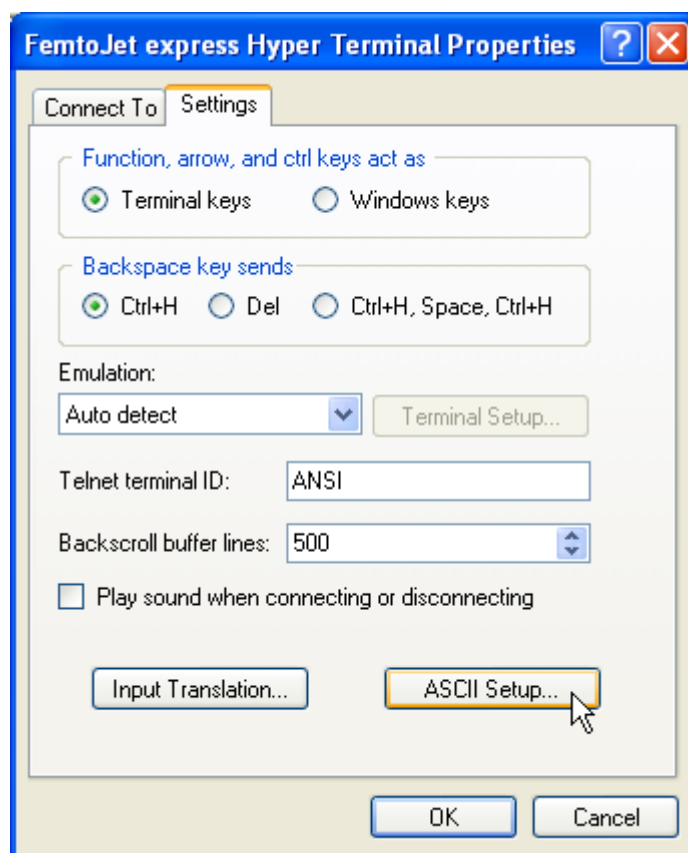 FemtoJet express Hyper Terminal Properties
Connect To Settings
Function, arrow, and ctrl keys act as
Terminal keys Windows keys
Backspace key sends
Ctrl+H Del Ctrl+H, Space, Ctrl+H
Emulation:
Auto detect Terminal Setup...
Telnet terminal ID: ANSI
Backscroll buffer lines: 500
Play sound when connecting or disconnecting
Input Translation... ASCII Setup...
OK Cancel